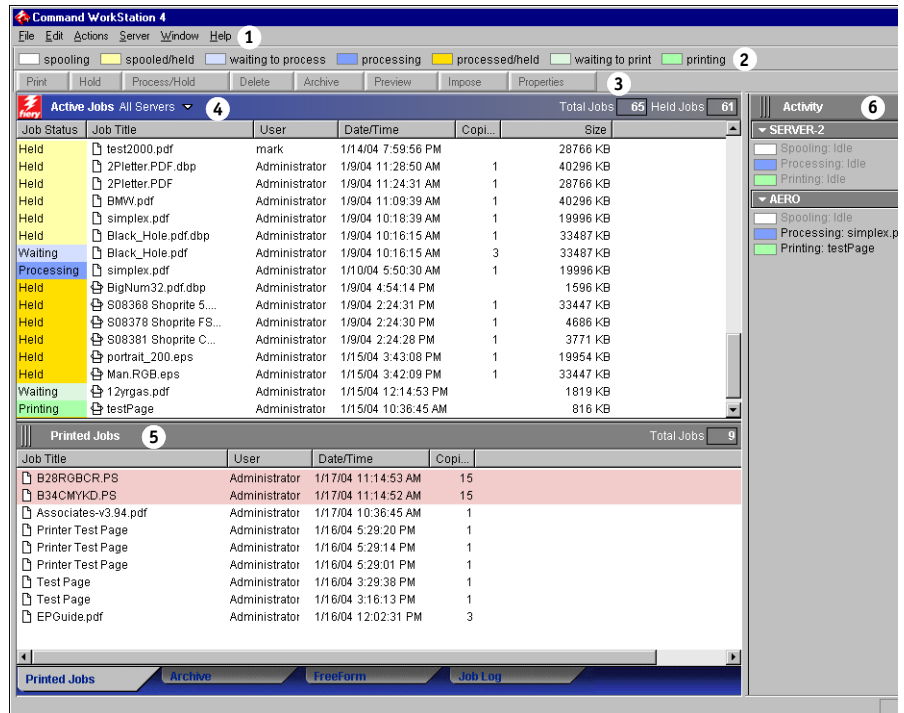 Command WorkStation 4
File Edit Actions Server Window Help 1
spooling spooled/held waiting to process processing processed/held waiting to print printing 2
Print Hold Process/Hold Delete Archive Preview Impose Properties 3
fiery Active Jobs All Servers 4 Total Jobs 65 Held Jobs 61
Job Status Job Title User Date/Time Copi... Size
Held test2000.pdf mark 1/14/04 7:59:56 PM 28766 KB
Held 2Pletter.PDF.dbp Administrator 1/9/04 11:28:50 AM 1 40296 KB
Held 2Pletter.PDF Administrator 1/9/04 11:24:31 AM 1 28766 KB
Held BMW.pdf Administrator 1/9/04 11:09:39 AM 1 40296 KB
Held simplex.pdf Administrator 1/9/04 10:18:39 AM 1 19996 KB
Held Black_Hole.pdf.dbp Administrator 1/9/04 10:16:15 AM 1 33487 KB
Waiting Black_Hole.pdf Administrator 1/9/04 10:16:15 AM 3 33487 KB
Processing simplex.pdf Administrator 1/10/04 5:50:30 AM 1 19996 KB
Held BigNum32.pdf.dbp Administrator 1/9/04 4:54:14 PM 1596 KB
Held S08368 Shoprite 5.... Administrator 1/9/04 2:24:31 PM 1 33447 KB
Held S08378 Shoprite FS... Administrator 1/9/04 2:24:30 PM 1 4686 KB
Held S08381 Shoprite C... Administrator 1/9/04 2:24:28 PM 1 3771 KB
Held portrait_200.eps Administrator 1/15/04 3:43:08 PM 1 19954 KB
Held Man.RGB.eps Administrator 1/15/04 3:42:09 PM 1 33447 KB
Waiting 12yrgas.pdf Administrator 1/15/04 12:14:53 PM 1819 KB
Printing testPage Administrator 1/15/04 10:36:45 AM 816 KB
Activity 6
SERVER-2
Spooling: Idle
Processing: Idle
Printing: Idle
AERO
Spooling: Idle
Processing: simplex.p
Printing: testPage
Printed Jobs 5 Total Jobs 9
Job Title User Date/Time Copi...
B28RGBCR.PS Administrator 1/17/04 11:14:53 AM 15
B34CMYKD.PS Administrator 1/17/04 11:14:52 AM 15
Associates-v3.94.pdf Administrator 1/17/04 10:36:45 AM 1
Printer Test Page Administrator 1/16/04 5:29:20 PM 1
Printer Test Page Administrator 1/16/04 5:29:14 PM 1
Printer Test Page Administrator 1/16/04 5:29:01 PM 1
Test Page Administrator 1/16/04 3:29:38 PM 1
Test Page Administrator 1/16/04 3:16:13 PM 1
EPGuide.pdf Administrator 1/16/04 12:02:31 PM 3
Printed Jobs Archive FreeForm Job Log